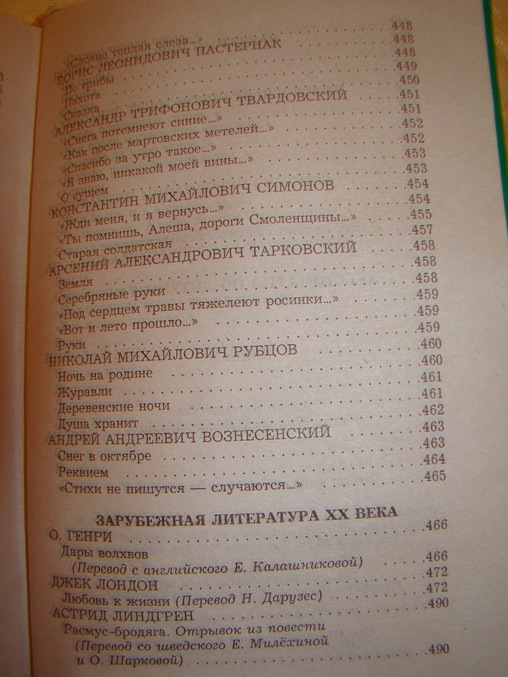 «Словно теплая слеза...» 448
БОРИС ЛЕОНИДОВИЧ ПАСТЕРНАК 448
По грибы 448
Пахота 449
Сказка 450
АЛЕКСАНДР ТРИФОНОВИЧ ТВАРДОВСКИЙ 451
«Снега потемнеют синие...» 451
«Как после мартовских метелей...» 452
«Спасибо за утро такое...» 452
«Я знаю, никакой моей вины...» 453
О сущем 453
КОНСТАНТИН МИХАЙЛОВИЧ СИМОНОВ 454
«Жди меня, и я вернусь...» 454
«Ты помнишь, Алеша, дороги Смоленщины...» 455
Старая солдатская 457
АРСЕНИЙ АЛЕКСАНДРОВИЧ ТАРКОВСКИЙ 458
Земля 458
Серебряные руки 458
«Под сердцем травы тяжелеют росинки...» 459
«Вот и лето прошло...» 459
Руки 459
НИКОЛАЙ МИХАЙЛОВИЧ РУБЦОВ 460
Ночь на родине 460
Журавли 461
Деревенские ночи 461
Душа хранит 462
АНДРЕЙ АНДРЕЕВИЧ ВОЗНЕСЕНСКИЙ 463
Снег в октябре 463
Реквием 464
«Стихи не пишутся — случаются...» 465
ЗАРУБЕЖНАЯ ЛИТЕРАТУРА XX ВЕКА
О. ГЕНРИ 466
Дары волхвов
(Перевод с английского Е. Калашниковой) 466
ДЖЕК ЛОНДОН 472
Любовь к жизни (Перевод Н. Дарузес) 472
АСТРИД ЛИНДГРЕН 490
Расмус-бродяга. Отрывок из повести
(Перевод со шведского Е. Милёхиной
и О. Шарковой) 490